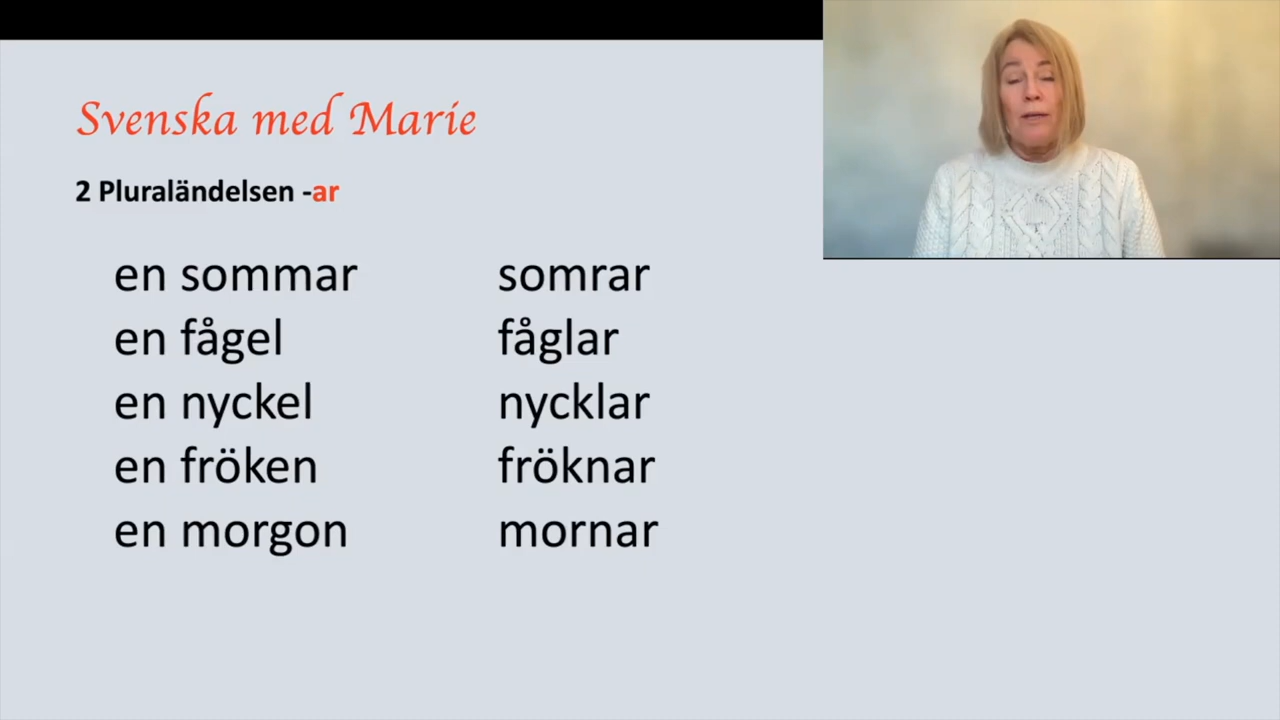 Svenska med Marie
2 Pluraländelsen -ar
en sommar somrar
en fågel fåglar
en nyckel nycklar
en fröken fröknar
en morgon mornar